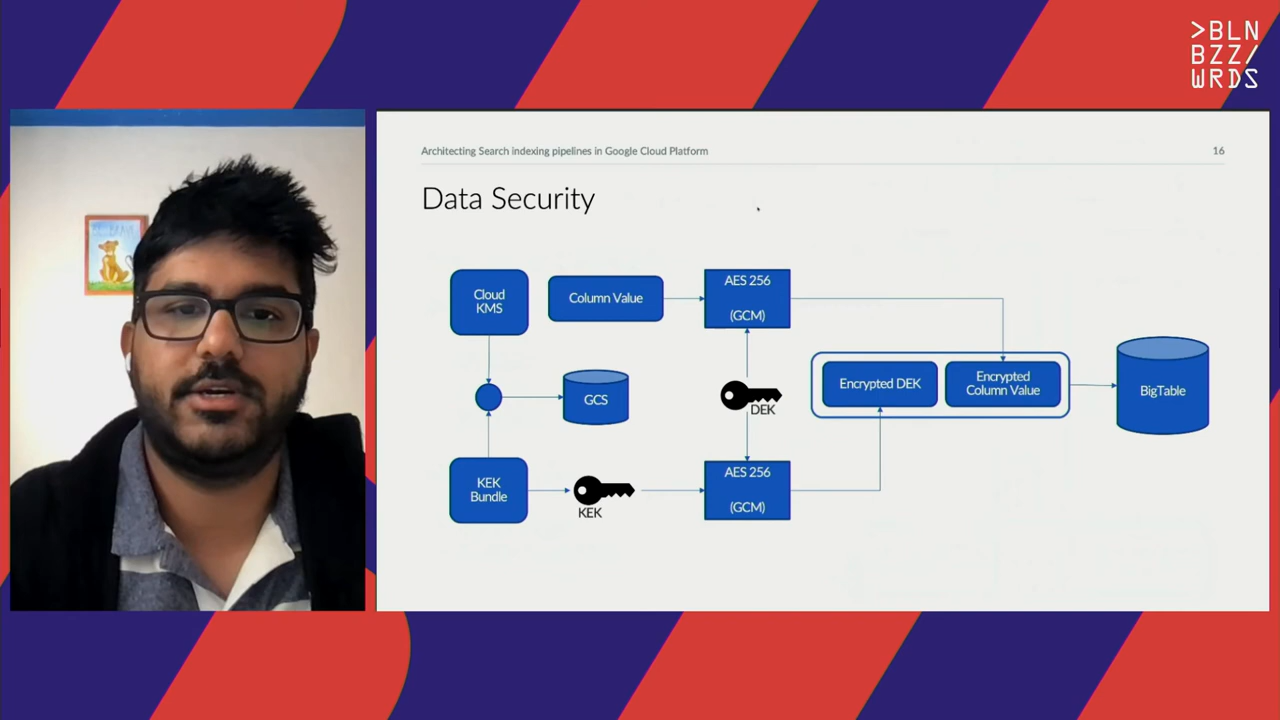 >BLN
BZZ/
WRDS
Architecting Search indexing pipelines in Google Cloud Platform
16
Data Security
Cloud
KMS
Column Value
AES 256
(GCM)
GCS
DEK
Encrypted DEK
Encrypted
Column Value
BigTable
KEK
Bundle
KEK
AES 256
(GCM)